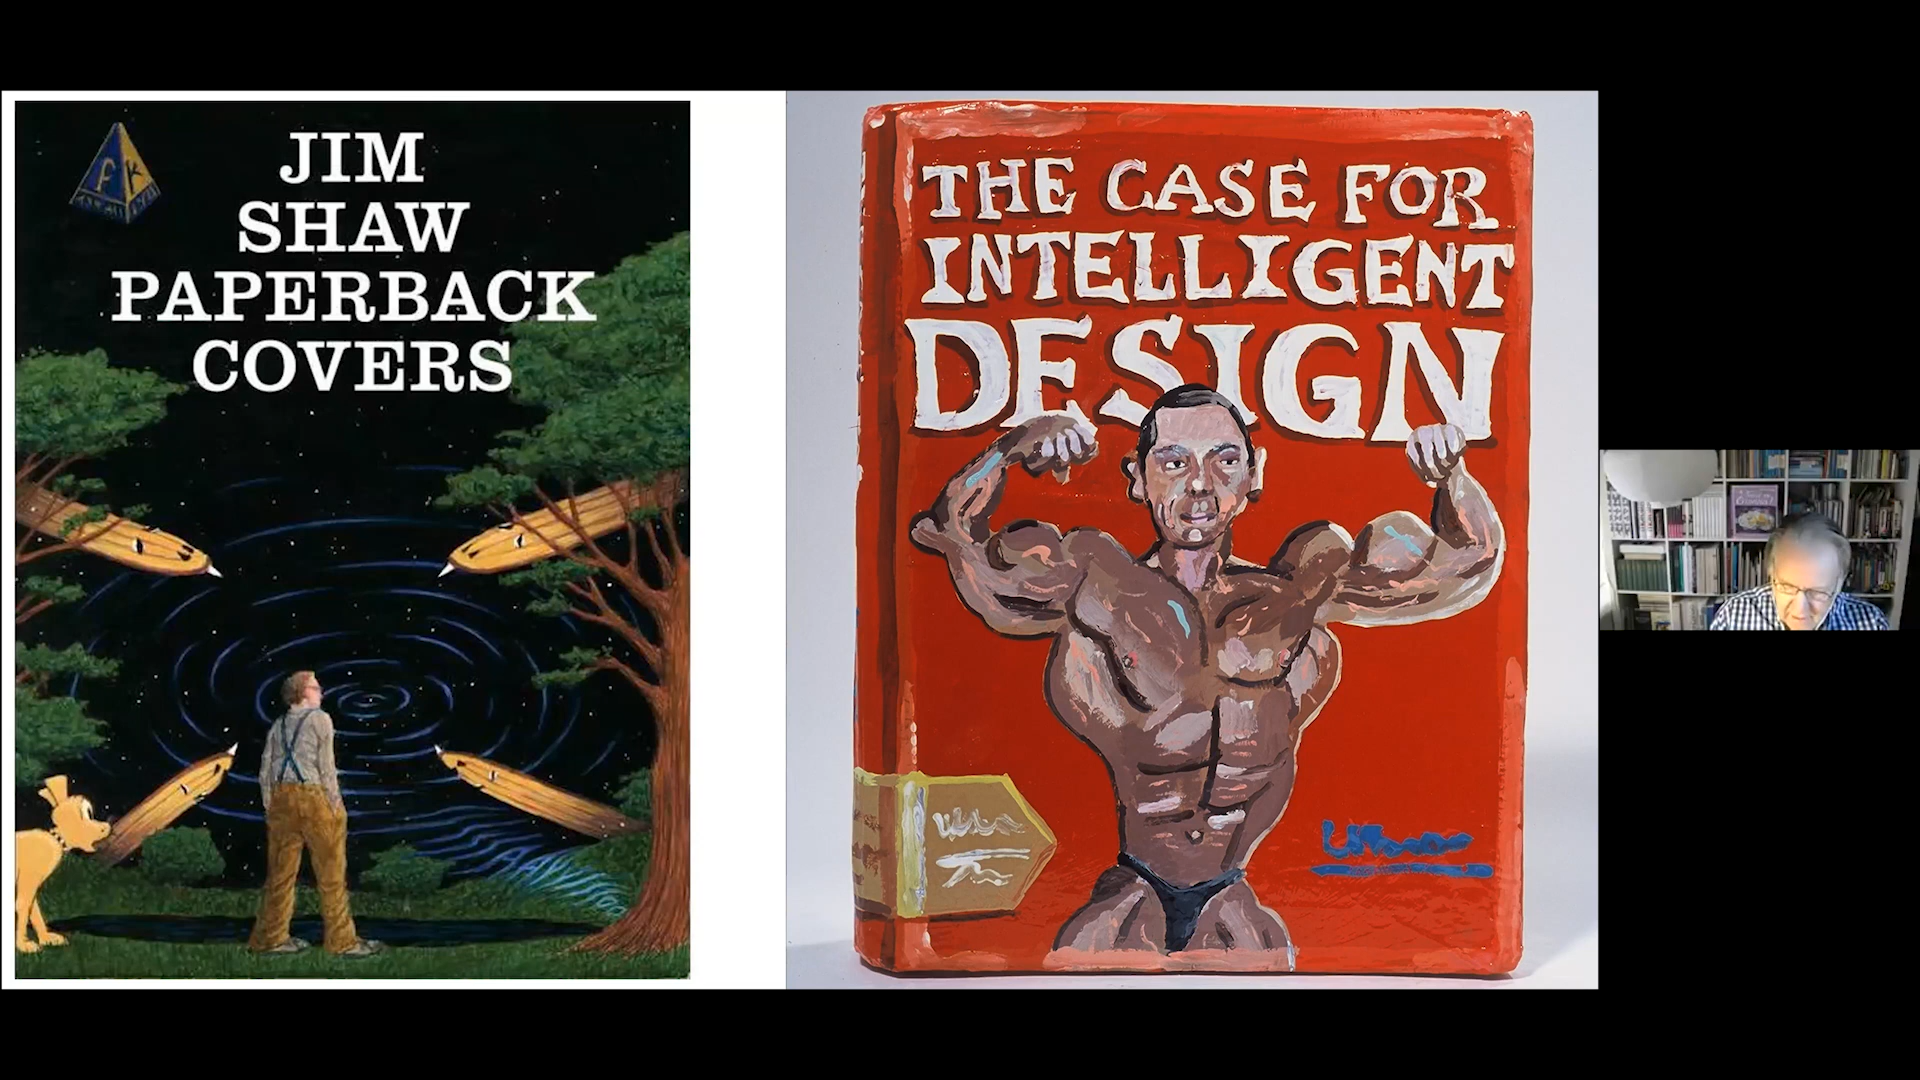 JIM
SHAW
PAPERBACK
COVERS
f K
THE CASE FOR
INTELLIGENT
DESIGN